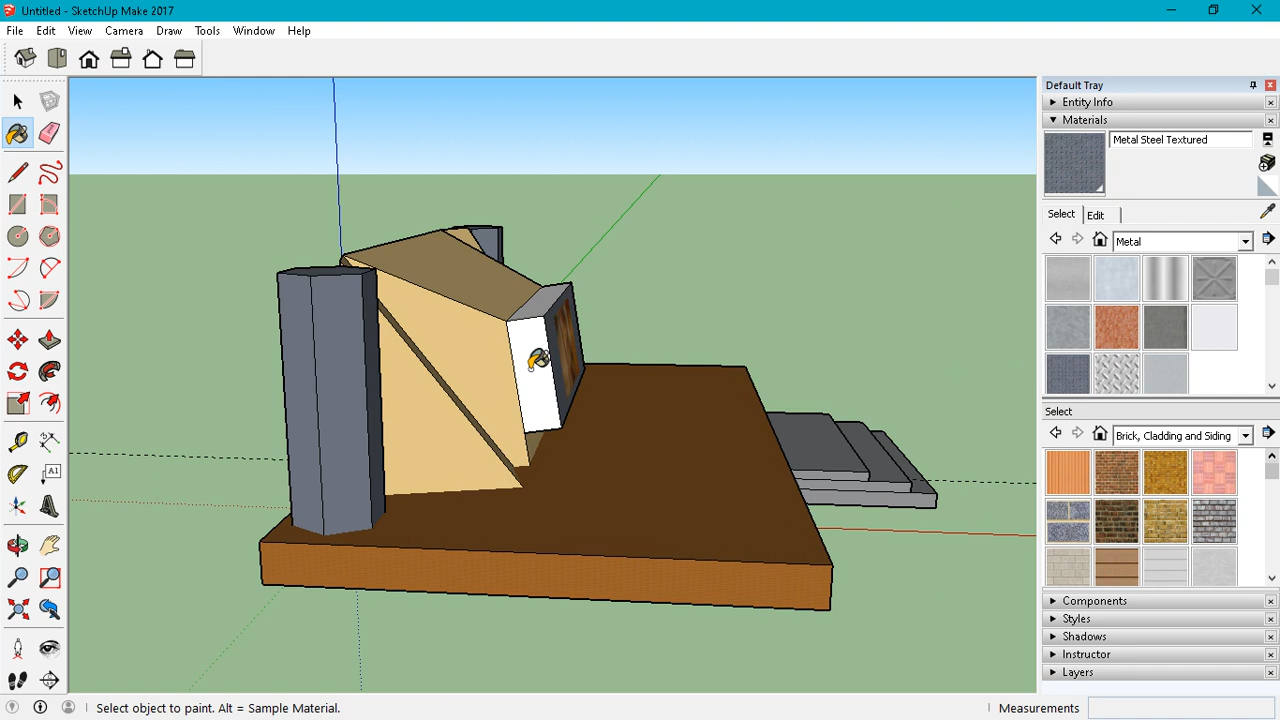 Untitled - SketchUp Make 2017
File Edit View Camera Draw Tools Window Help
Default Tray
Entity Info
Materials
Metal Steel Textured
Select Edit
Metal
Select
Brick, Cladding and Siding
Components
Styles
Shadows
Instructor
Layers
A1
Select object to paint. Alt = Sample Material.
Measurements